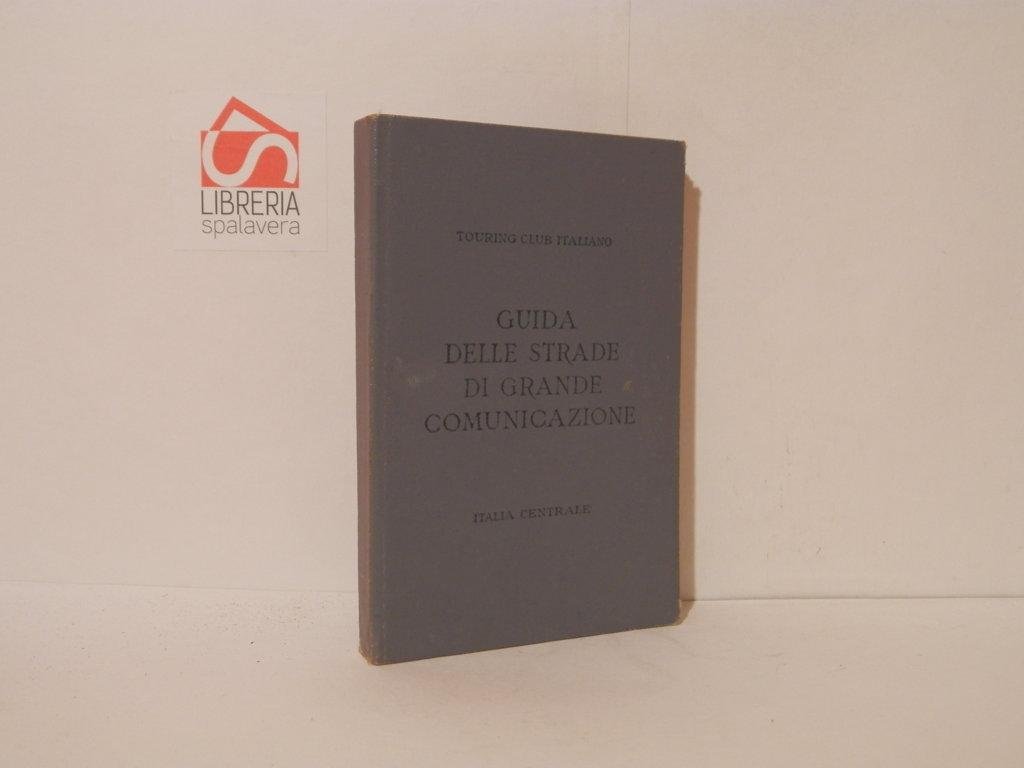 LIBRERIA
spalavera
TOURING CLUB ITALIANO
GUIDA
DELLE STRADE
DI GRANDE
COMUNICAZIONE
ITALIA CENTRALE